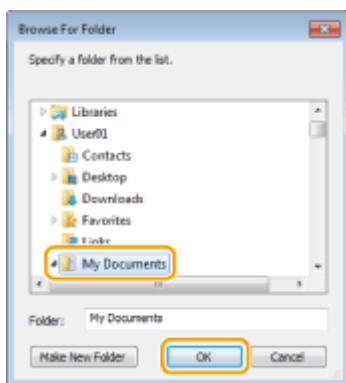 Browse For Folder
Specify a folder from the list.
Libraries
User01
Contacts
Desktop
Downloads
Favorites
Links
My Documents
Folder: My Documents
Make New Folder OK Cancel